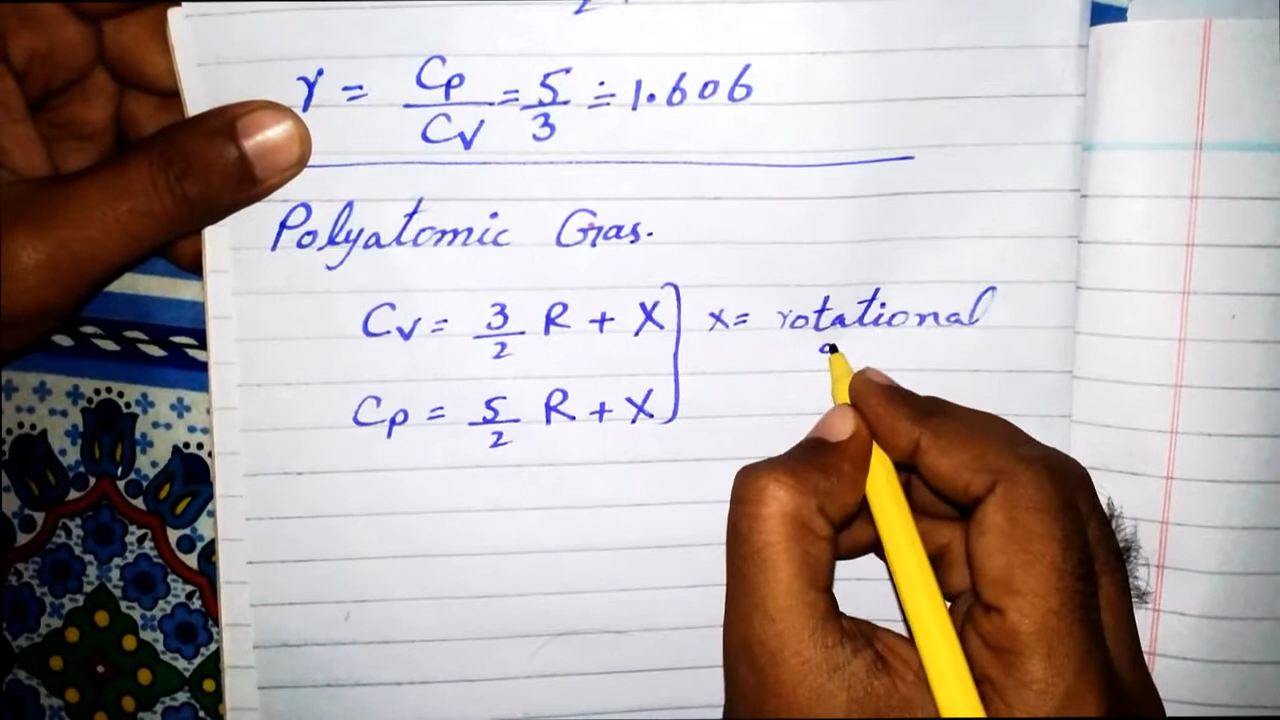 γ = Cp/Cv = 5/3 ≐ 1.606
Polyatomic Gas.
Cv = 3/2 R + X] x = rotational
Cp = 5/2 R + X]